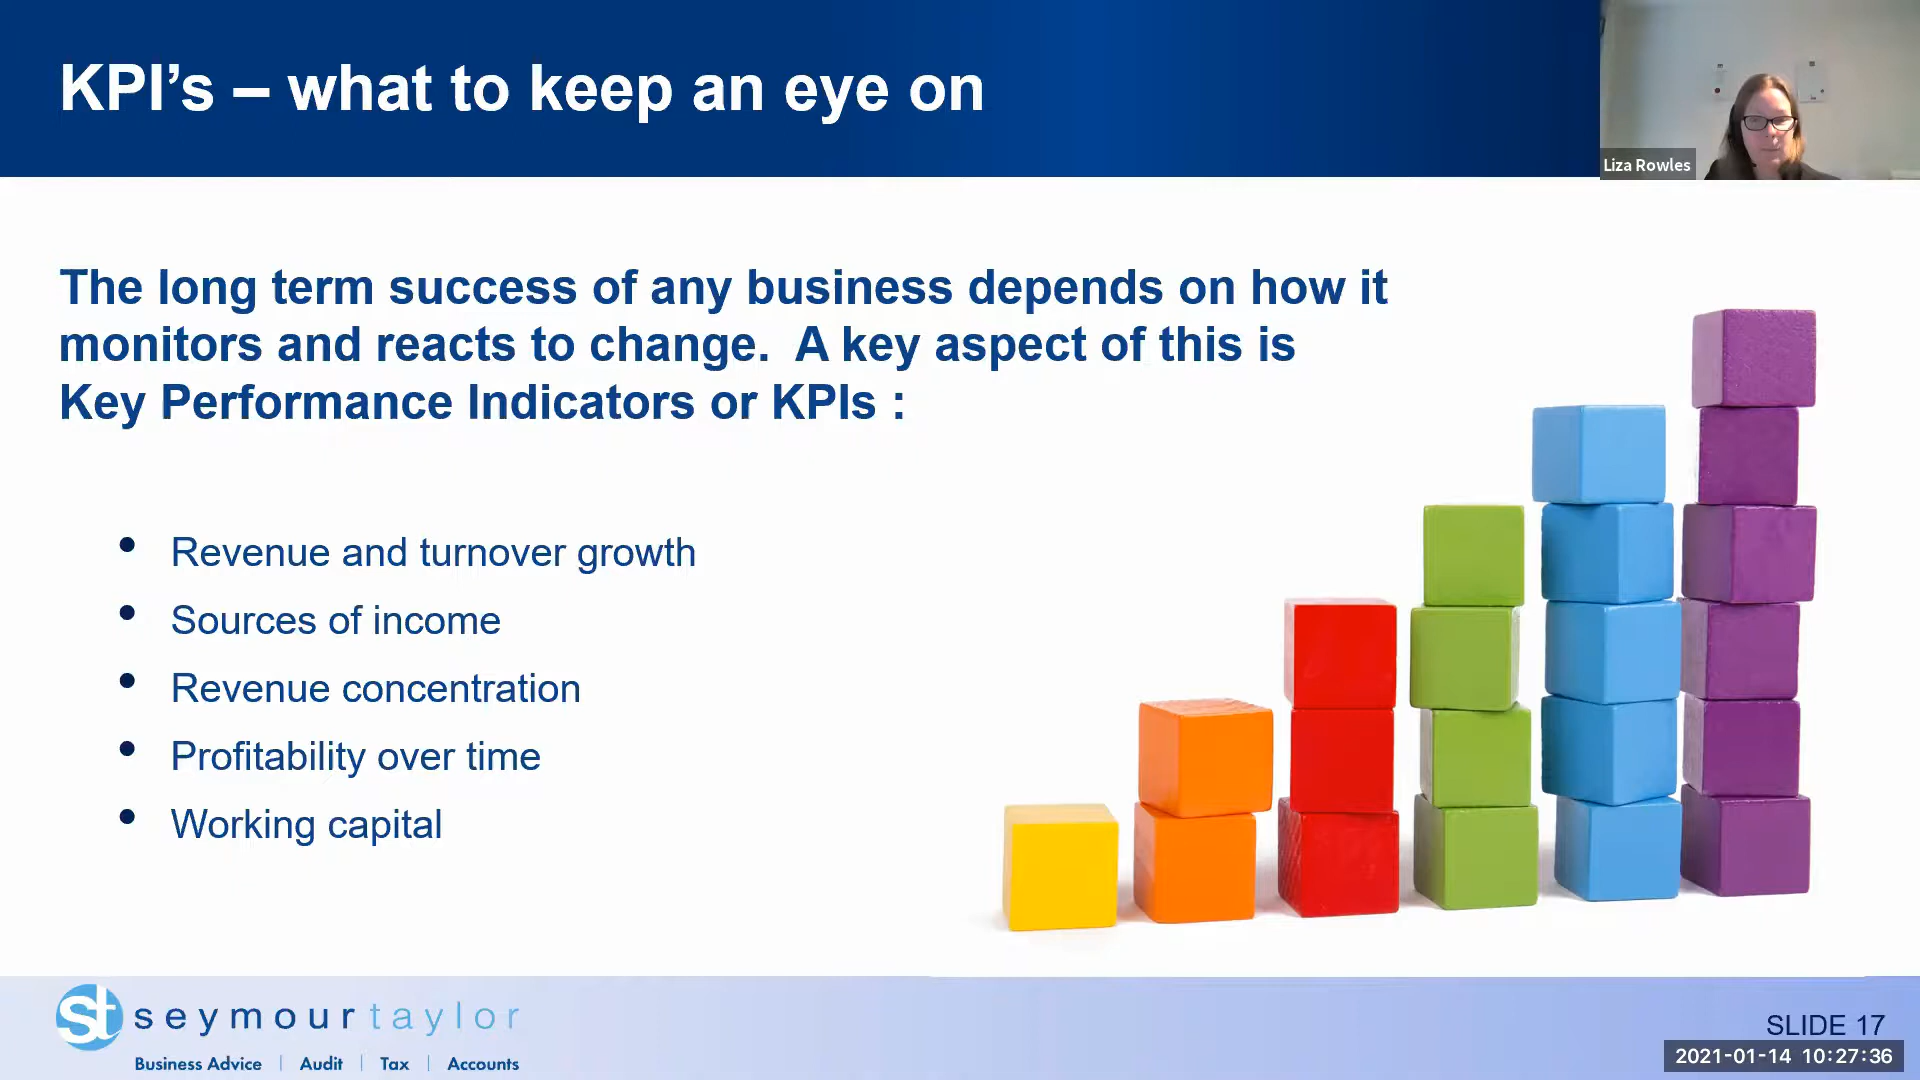 KPI’s – what to keep an eye on
Liza Rowles
The long term success of any business depends on how it
monitors and reacts to change.  A key aspect of this is
Key Performance Indicators or KPIs :
• Revenue and turnover growth
• Sources of income
• Revenue concentration
• Profitability over time
• Working capital
st seymourtaylor
Business Advice | Audit | Tax | Accounts
SLIDE 17
2021-01-14 10:27:36